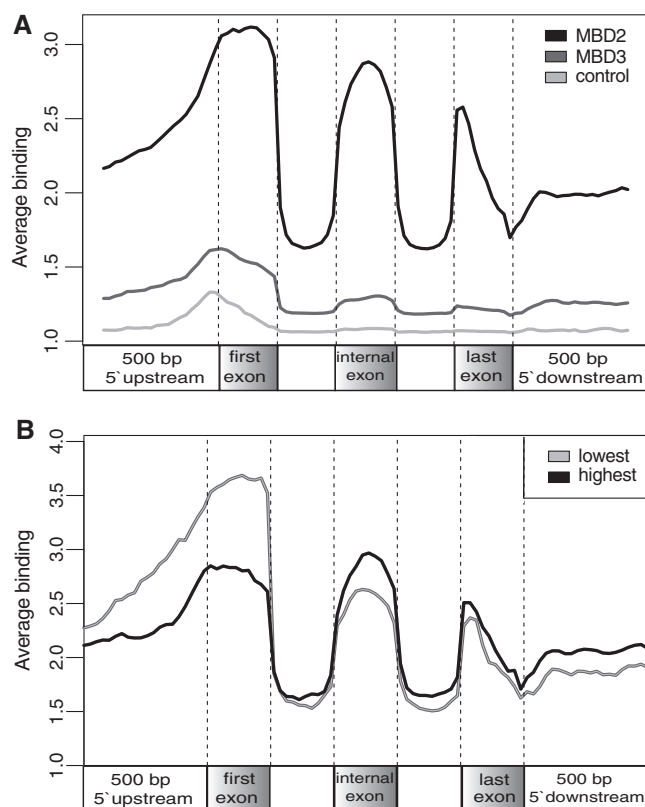 A
MBD2
MBD3
control
Average binding
3.0
2.5
2.0
1.5
1.0
500 bp
5`upstream
first
exon
internal
exon
last
exon
500 bp
5`downstream
B
lowest
highest
Average binding
4.0
3.5
3.0
2.5
2.0
1.5
1.0
500 bp
5`upstream
first
exon
internal
exon
last
exon
500 bp
5`downstream